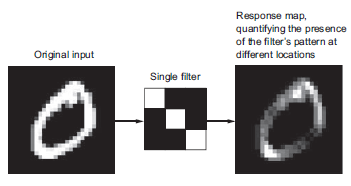 Response map,
quantifying the presence
of the filter's pattern at
different locations
Original input
Single filter